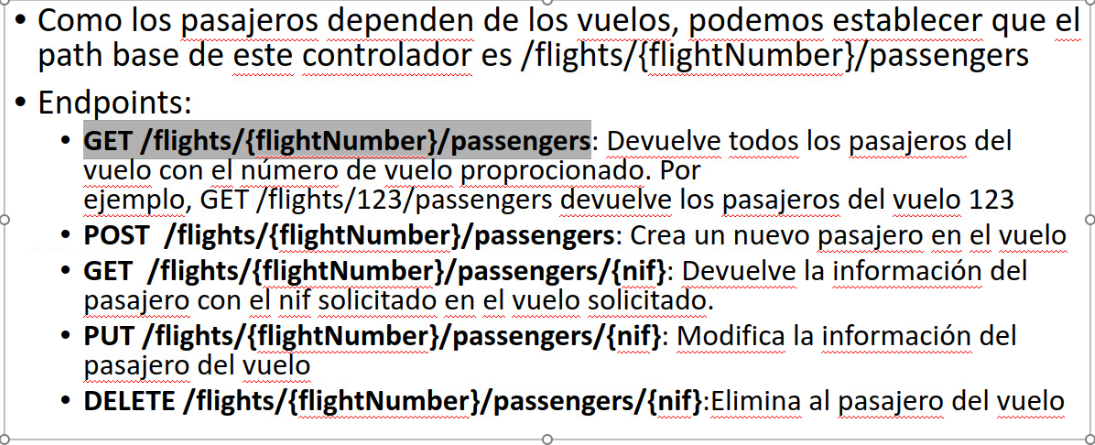 • Como los pasajeros dependen de los vuelos, podemos establecer que el
path base de este controlador es /flights/{flightNumber}/passengers
• Endpoints:
• GET /flights/{flightNumber}/passengers: Devuelve todos los pasajeros del
vuelo con el número de vuelo proprocionado. Por
ejemplo, GET /flights/123/passengers devuelve los pasajeros del vuelo 123
• POST  /flights/{flightNumber}/passengers: Crea un nuevo pasajero en el vuelo
• GET  /flights/{flightNumber}/passengers/{nif}: Devuelve la información del
pasajero con el nif solicitado en el vuelo solicitado.
• PUT /flights/{flightNumber}/passengers/{nif}: Modifica la información del
pasajero del vuelo
• DELETE /flights/{flightNumber}/passengers/{nif}:Elimina al pasajero del vuelo